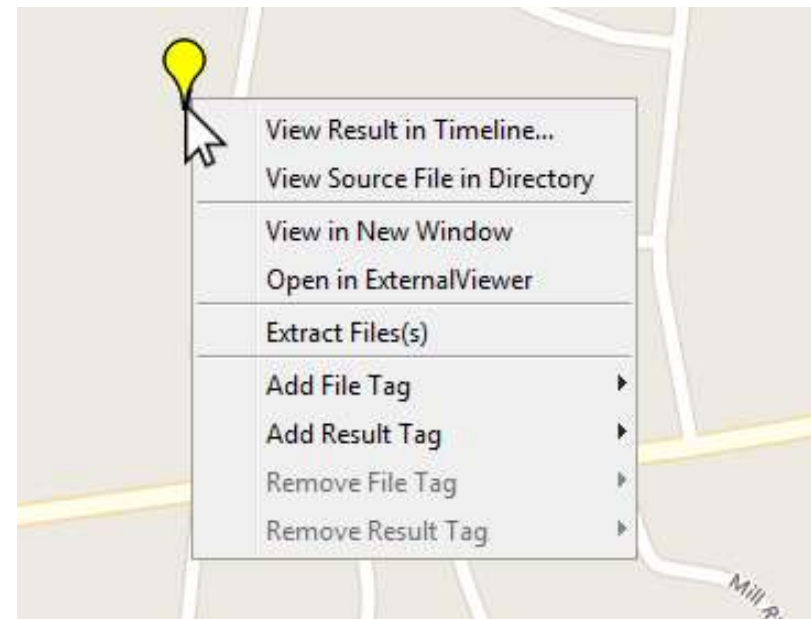 View Result in Timeline...
View Source File in Directory
View in New Window
Open in ExternalViewer
Extract Files(s)
Add File Tag
Add Result Tag
Remove File Tag
Remove Result Tag
Mill